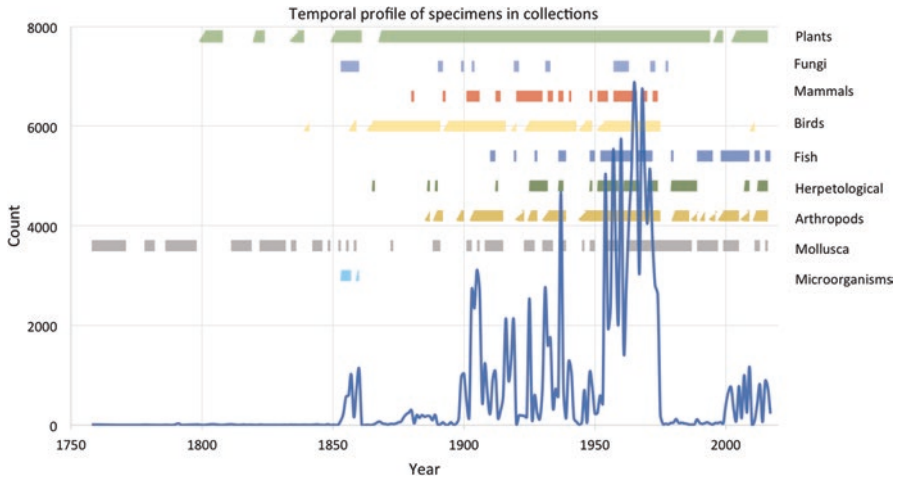 Temporal profile of specimens in collections
8000
6000
4000
2000
0
Count
1750
1800
1850
1900
1950
2000
Year
Plants
Fungi
Mammals
Birds
Fish
Herpetological
Arthropods
Mollusca
Microorganisms